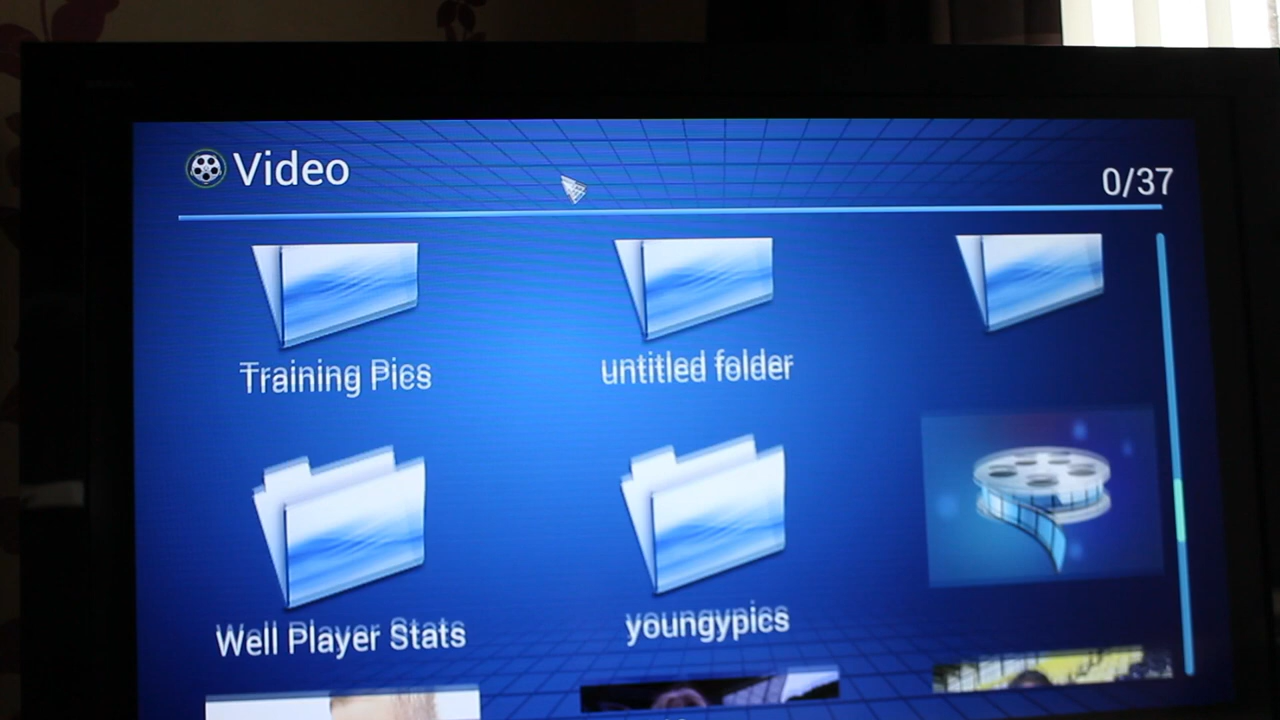 Video
0/37
Training Pics
untitled folder
Well Player Stats
youngypics